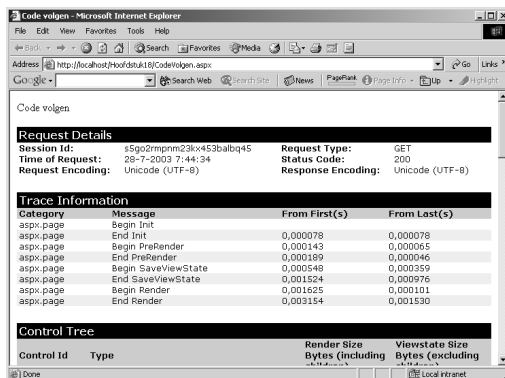 Code volgen - Microsoft Internet Explorer
File Edit View Favorites Tools Help
Back Search Favorites Media
Address http://localhost/Hoofdstuk18/CodeVolgen.aspx Go Links »
Google Search Web Search Site News PageRank Page Info Up Highlight
Code volgen
Request Details
Session Id: s5go2rmpnm23kx453balbq45 Request Type: GET
Time of Request: 28-7-2003 7:44:34 Status Code: 200
Request Encoding: Unicode (UTF-8) Response Encoding: Unicode (UTF-8)
Trace Information
Category Message From First(s) From Last(s)
aspx.page Begin Init
aspx.page End Init 0,000078 0,000078
aspx.page Begin PreRender 0,000143 0,000065
aspx.page End PreRender 0,000189 0,000046
aspx.page Begin SaveViewState 0,000548 0,000359
aspx.page End SaveViewState 0,001524 0,000976
aspx.page Begin Render 0,001625 0,000101
aspx.page End Render 0,003154 0,001530
Control Tree
Control Id Type Render Size Bytes (including Viewstate Size Bytes (excluding
Done Local intranet